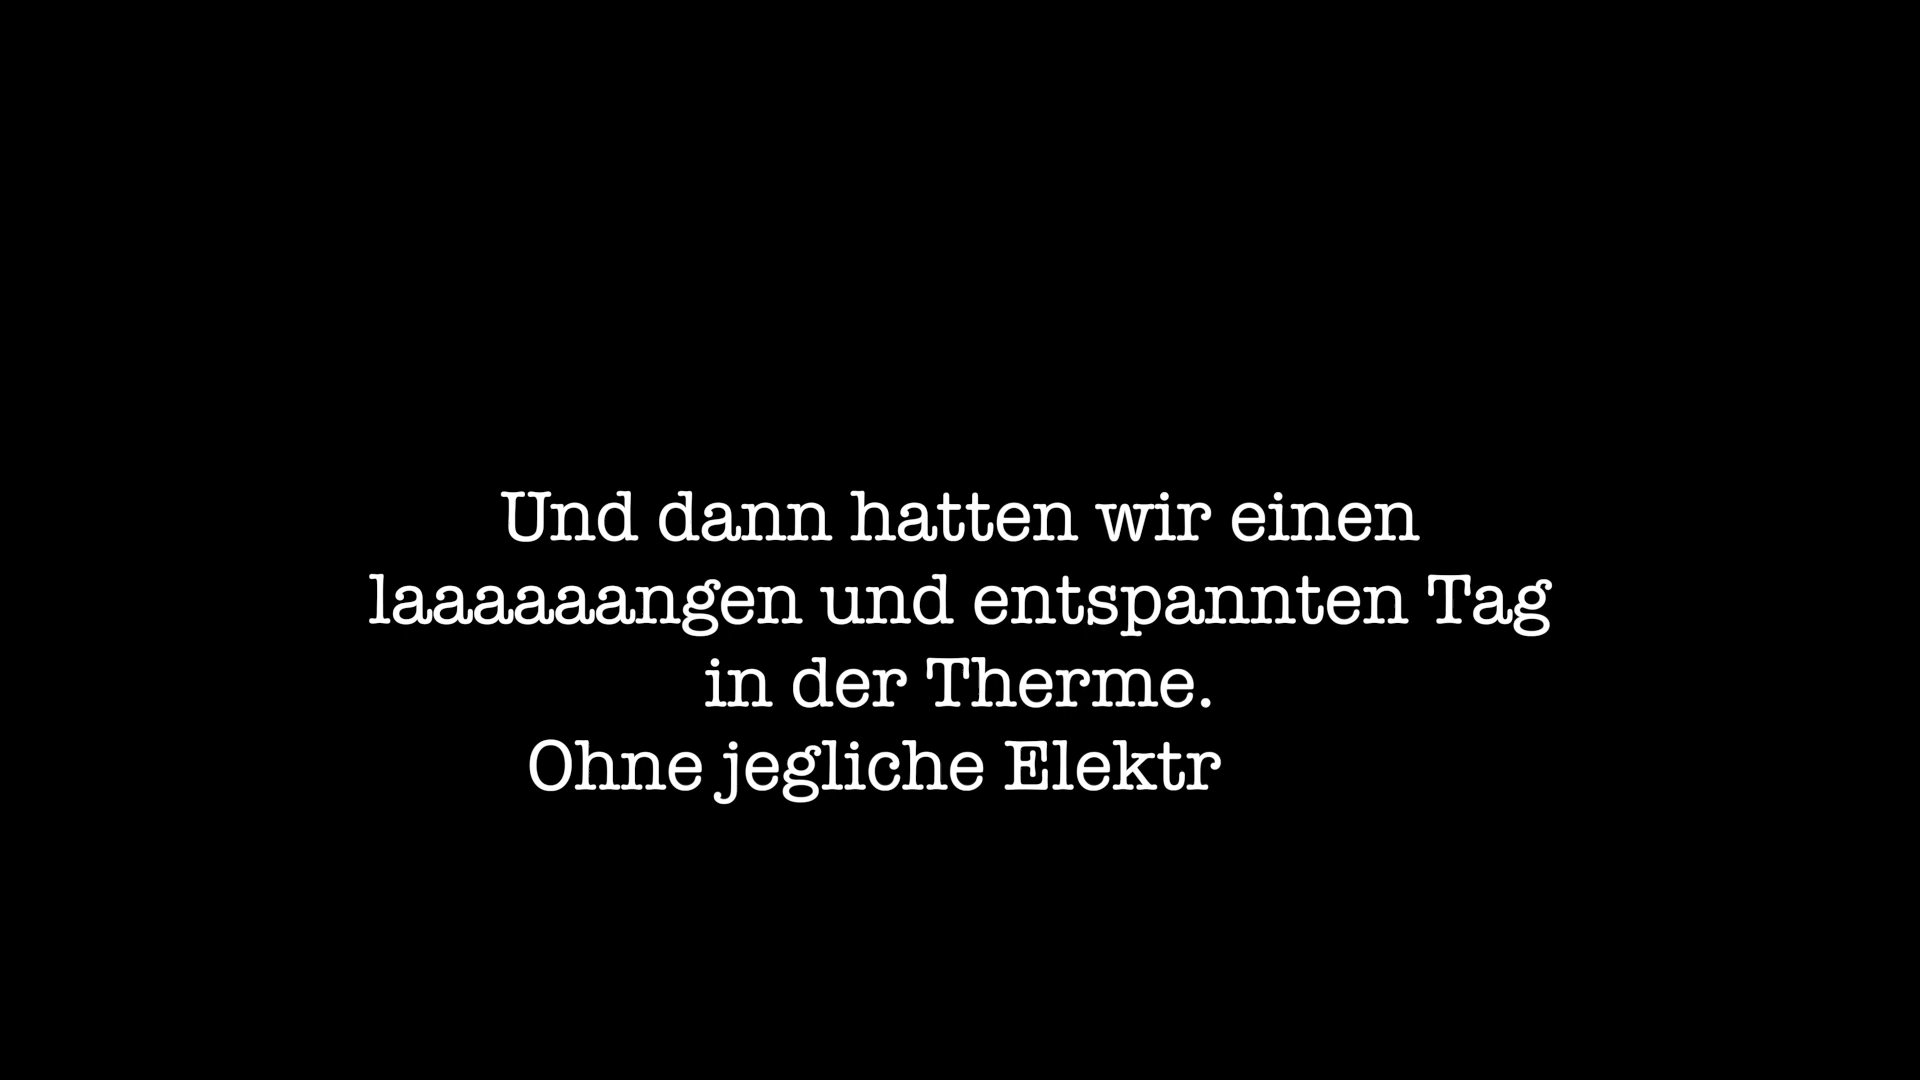 Und dann hatten wir einen
laaaaaangen und entspannten Tag
in der Therme.
Ohne jegliche Elektr